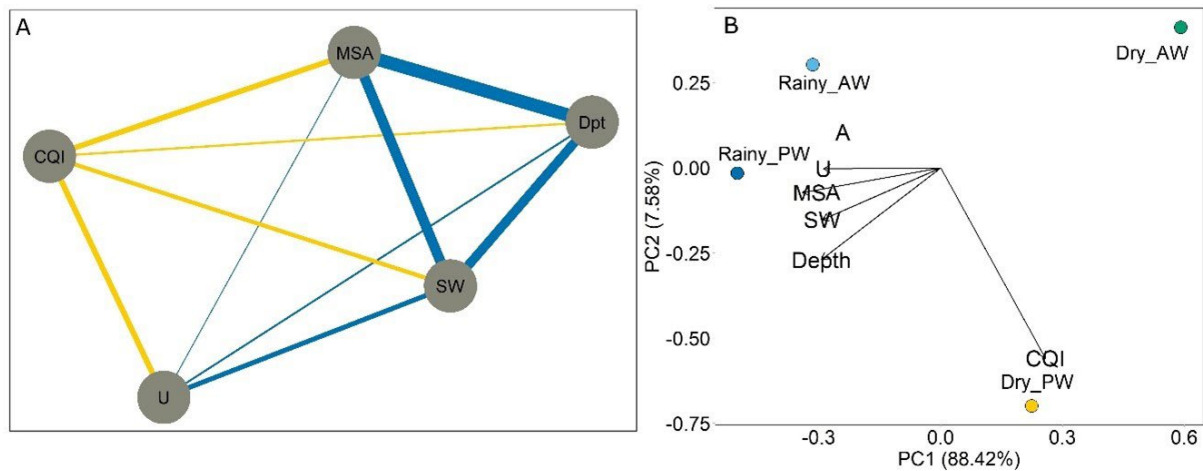 A
MSA
Dpt
CQI
SW
U
B
Dry_AW
Rainy_AW
0.25
A
Rainy_PW
0.00
U
MSA
SW
-0.25
Depth
-0.50
CQI
Dry_PW
-0.75
-0.3
0.0
0.3
0.6
PC1 (88.42%)
PC2 (7.58%)